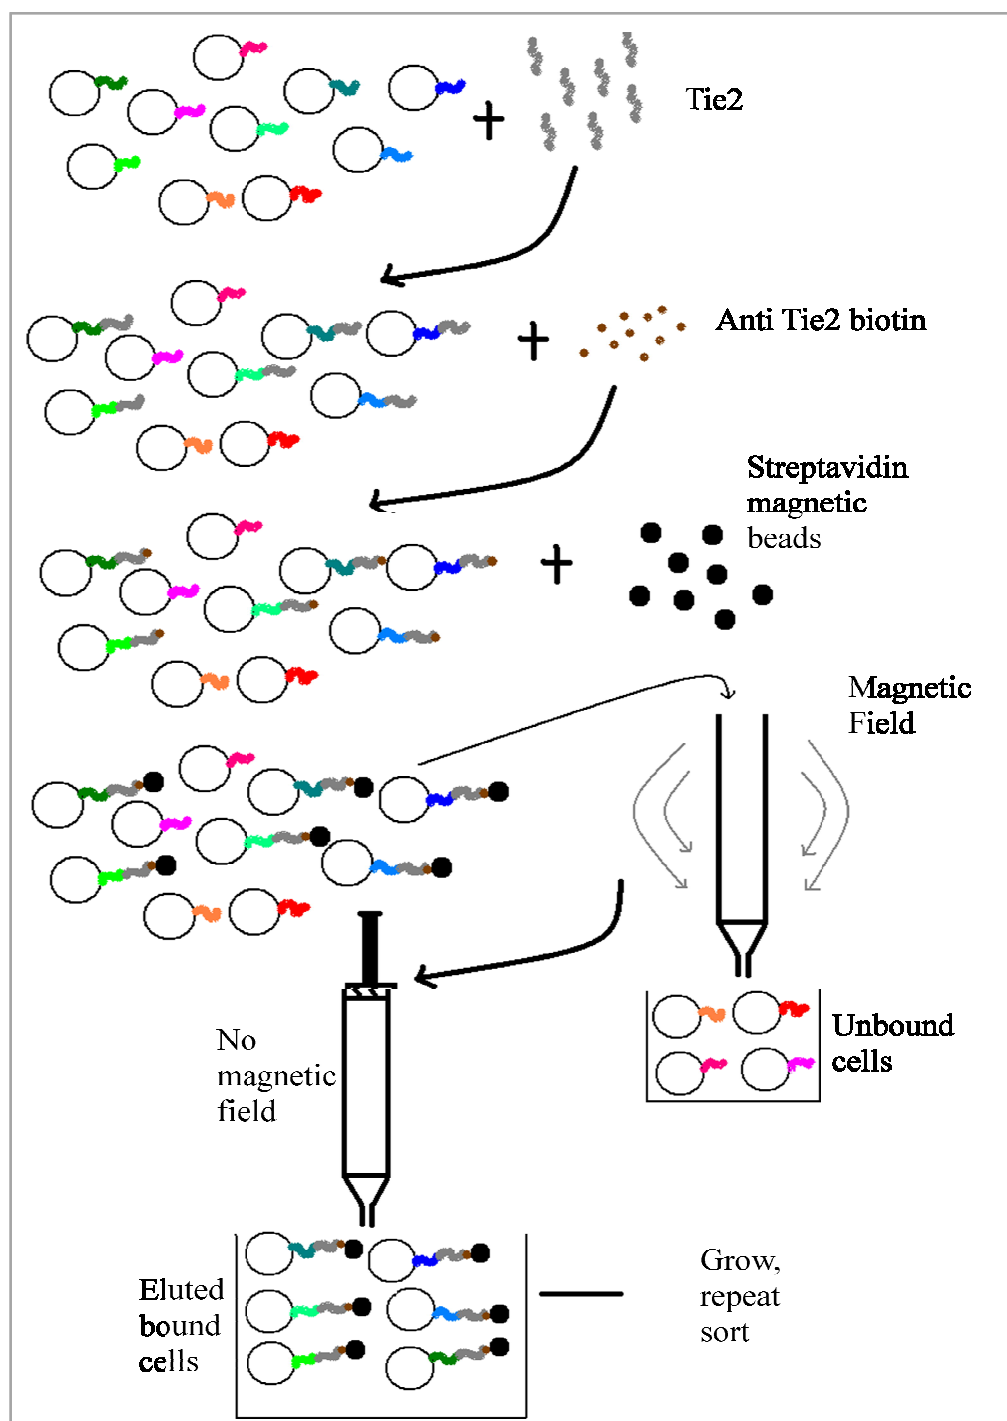 Tie2
Anti Tie2 biotin
Streptavidin
magnetic
beads
Magnetic
Field
No
magnetic
field
Unbound
cells
Eluted
bound
cells
Grow,
repeat
sort